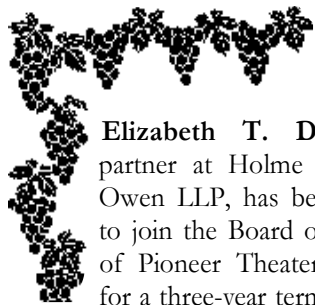 Elizabeth T. D
partner at Holme
Owen LLP, has be
to join the Board o
of Pioneer Theater
for a three-year term